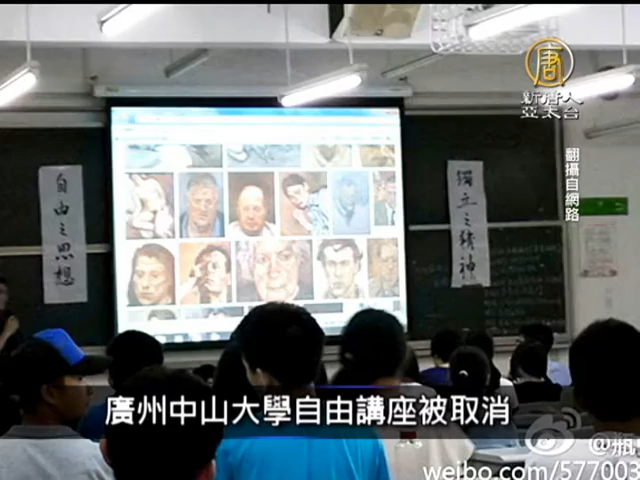 新唐人
亞太台
翻攝自網路
自由之思想
獨立之精神
廣州中山大學自由講座被取消
weibo.com/577003